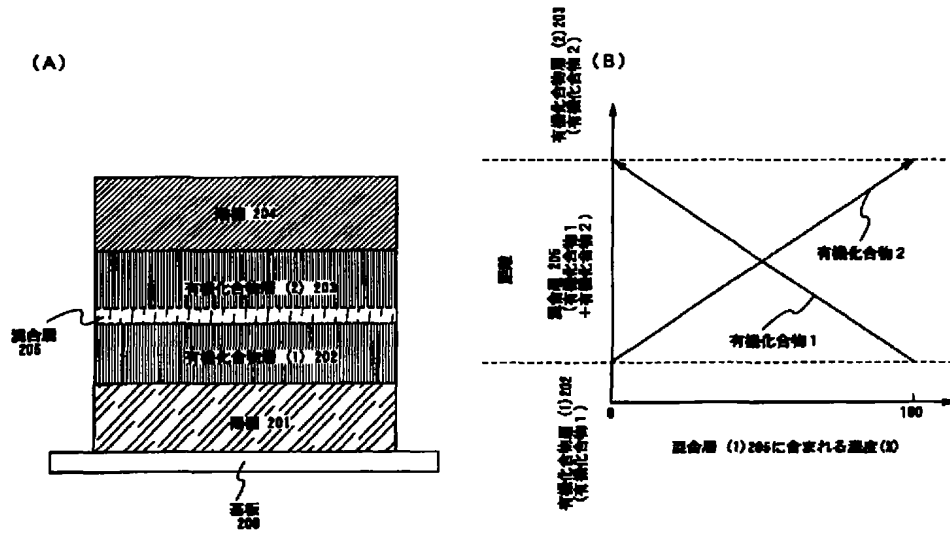 (A)
204
有機化合物層 (2) 203
混合層
205
有機化合物層 (1) 202
201
基板
200
(B)
有機化合物層 (2) 203
(有機化合物2)
距離
混合層 205
(有機化合物1
+有機化合物2)
有機化合物層 (1) 202
(有機化合物1)
有機化合物2
有機化合物1
0
100
混合層 (1) 205に含まれる濃度(%)